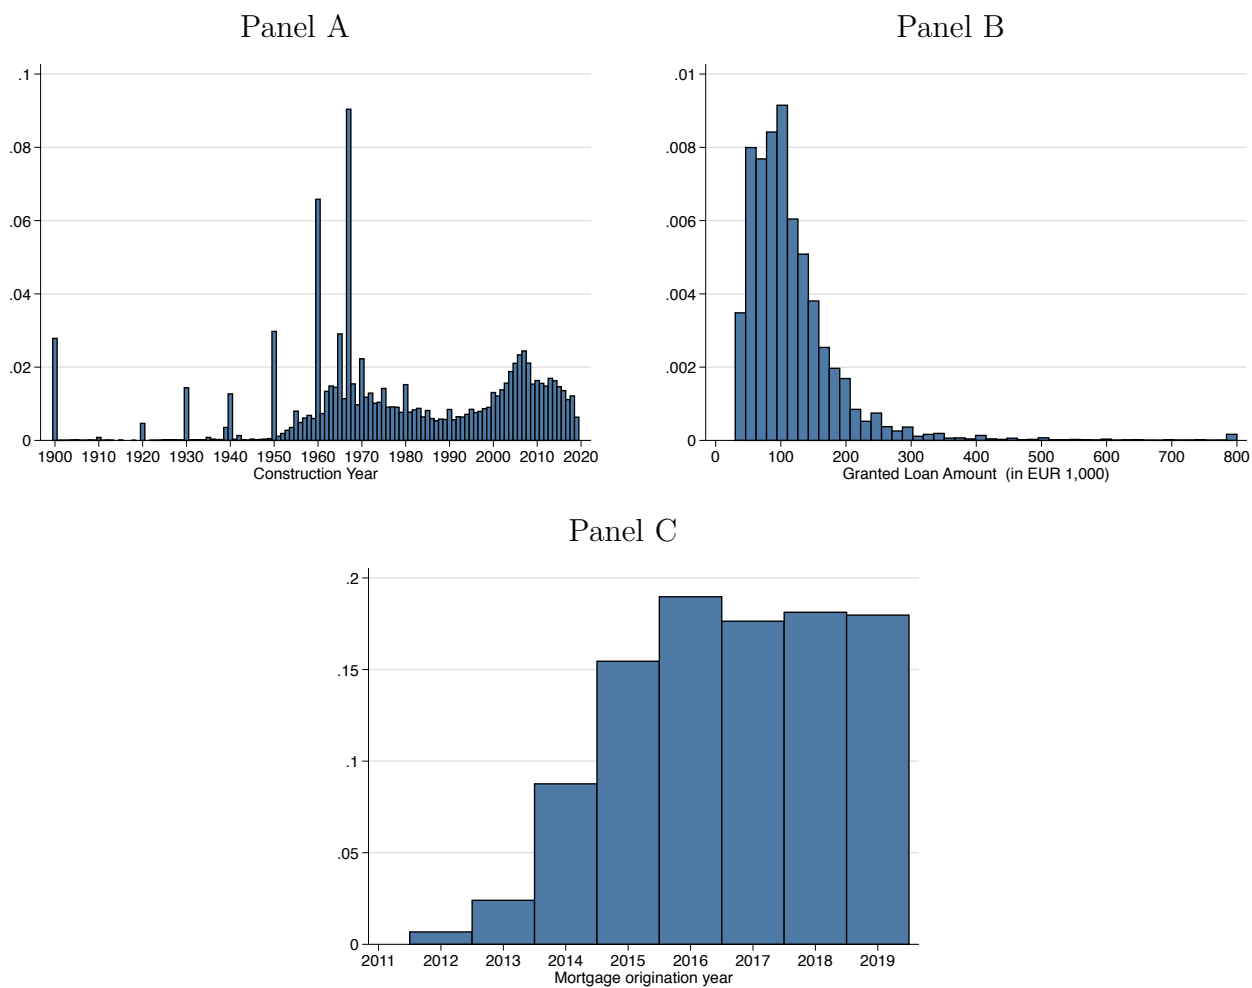 Panel A
.1
.08
.06
.04
.02
0
1900 1910 1920 1930 1940 1950 1960 1970 1980 1990 2000 2010 2020
Construction Year
Panel B
.01
.008
.006
.004
.002
0
0 100 200 300 400 500 600 700 800
Granted Loan Amount (in EUR 1,000)
Panel C
.2
.15
.1
.05
0
2011 2012 2013 2014 2015 2016 2017 2018 2019
Mortgage origination year